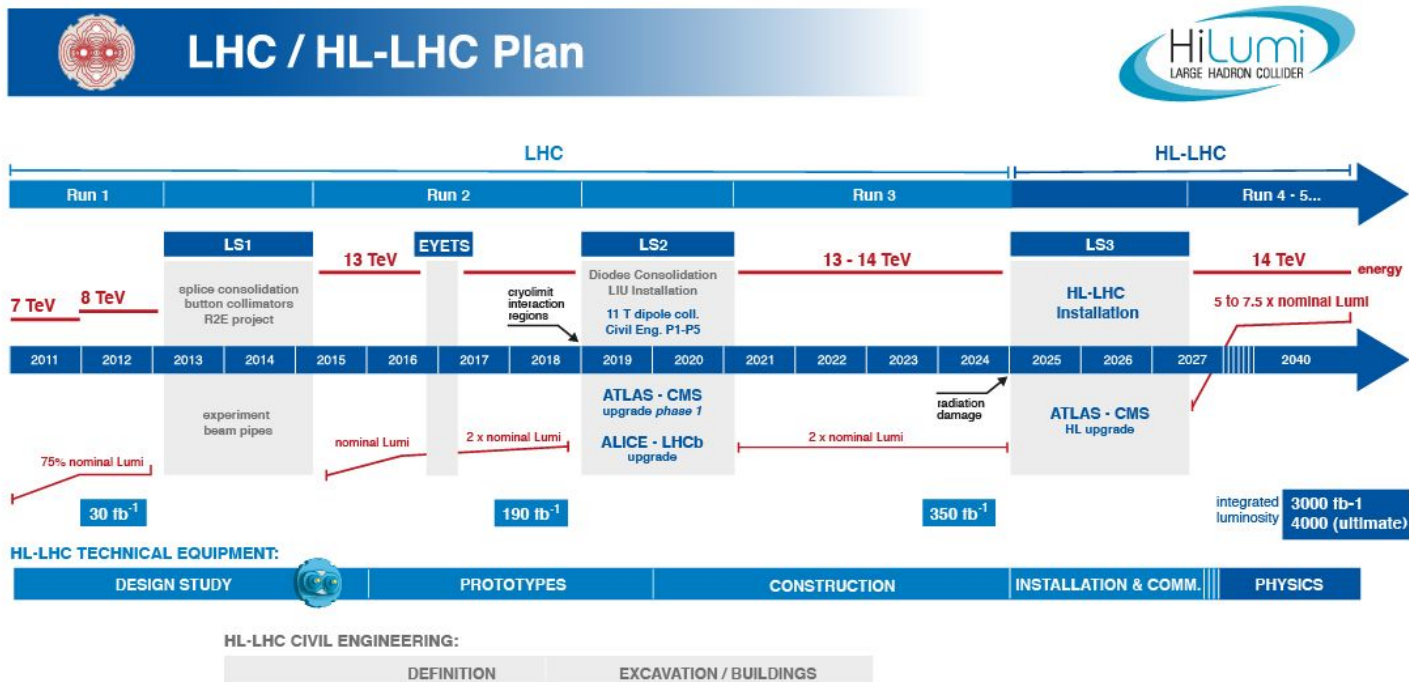 LHC / HL-LHC Plan
HiLumi
LARGE HADRON COLLIDER
LHC
HL-LHC
Run 1
Run 2
Run 3
Run 4 - 5...
LS1
EYETS
LS2
LS3
13 TeV
13 - 14 TeV
14 TeV
energy
7 TeV
8 TeV
splice consolidation
button collimators
R2E project
cryolimit
interaction
regions
Diodes Consolidation
LIU Installation
11 T dipole coll.
Civil Eng. P1-P5
HL-LHC
Installation
5 to 7.5 x nominal Lumi
2011
2012
2013
2014
2015
2016
2017
2018
2019
2020
2021
2022
2023
2024
2025
2026
2027
2040
experiment
beam pipes
ATLAS - CMS
upgrade phase 1
ALICE - LHCb
upgrade
radiation
damage
ATLAS - CMS
HL upgrade
75% nominal Lumi
nominal Lumi
2 x nominal Lumi
2 x nominal Lumi
30 fb-1
190 fb-1
350 fb-1
integrated
luminosity
3000 fb-1
4000 (ultimate)
HL-LHC TECHNICAL EQUIPMENT:
DESIGN STUDY
PROTOTYPES
CONSTRUCTION
INSTALLATION & COMM.
PHYSICS
HL-LHC CIVIL ENGINEERING:
DEFINITION
EXCAVATION / BUILDINGS